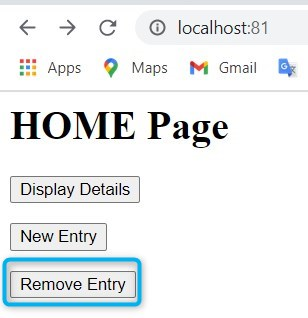 localhost:81
Apps Maps Gmail
HOME Page
Display Details
New Entry
Remove Entry